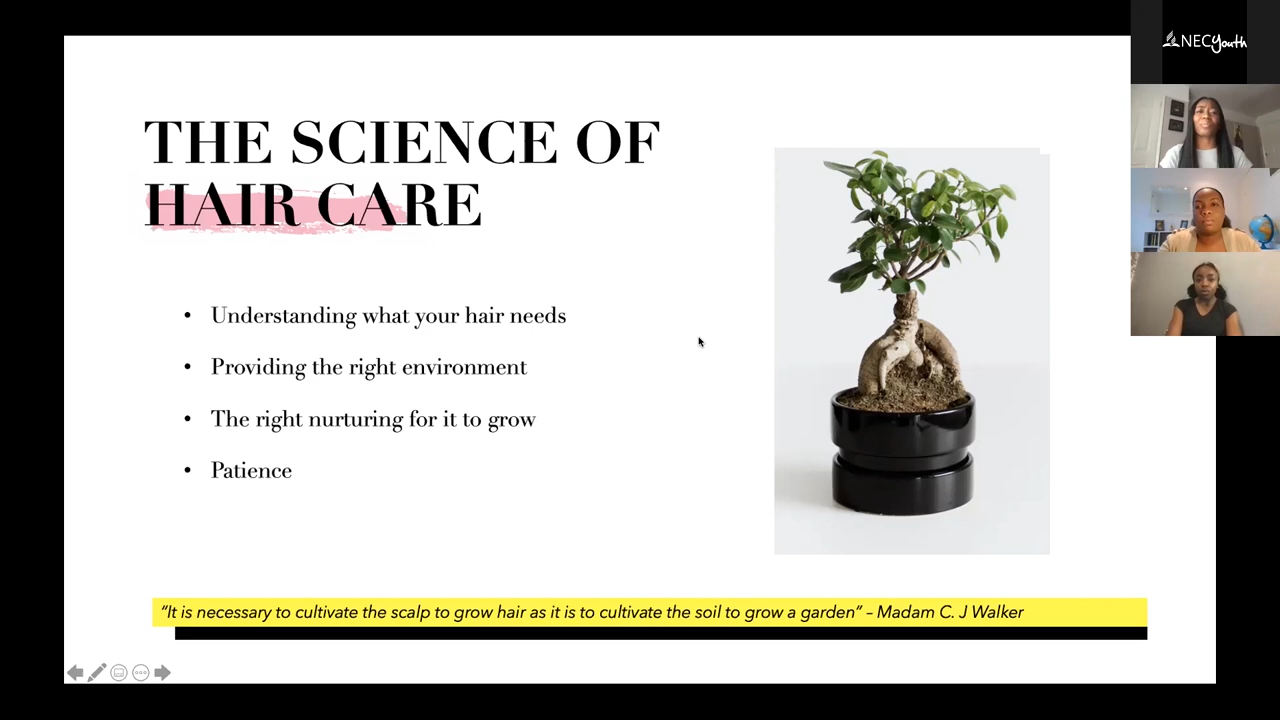 NECYouth
THE SCIENCE OF
HAIR CARE
• Understanding what your hair needs
• Providing the right environment
• The right nurturing for it to grow
• Patience
“It is necessary to cultivate the scalp to grow hair as it is to cultivate the soil to grow a garden” – Madam C. J Walker